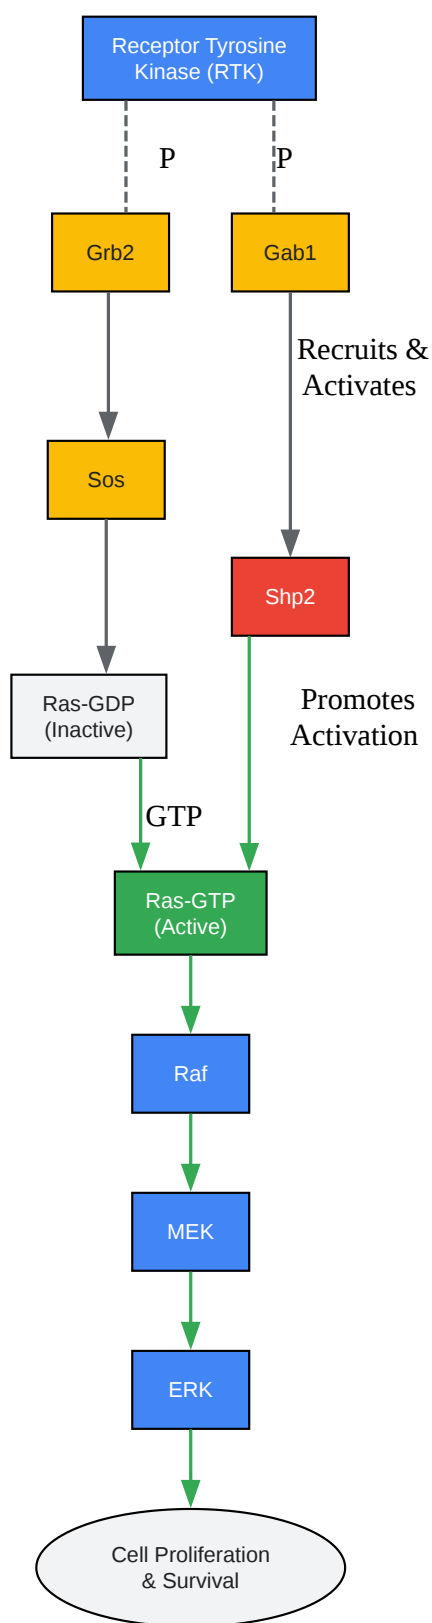 Receptor Tyrosine
Kinase (RTK)
P
P
Grb2
Gab1
Recruits &
Activates
Sos
Shp2
Ras-GDP
(Inactive)
Promotes
Activation
GTP
Ras-GTP
(Active)
Raf
MEK
ERK
Cell Proliferation
& Survival